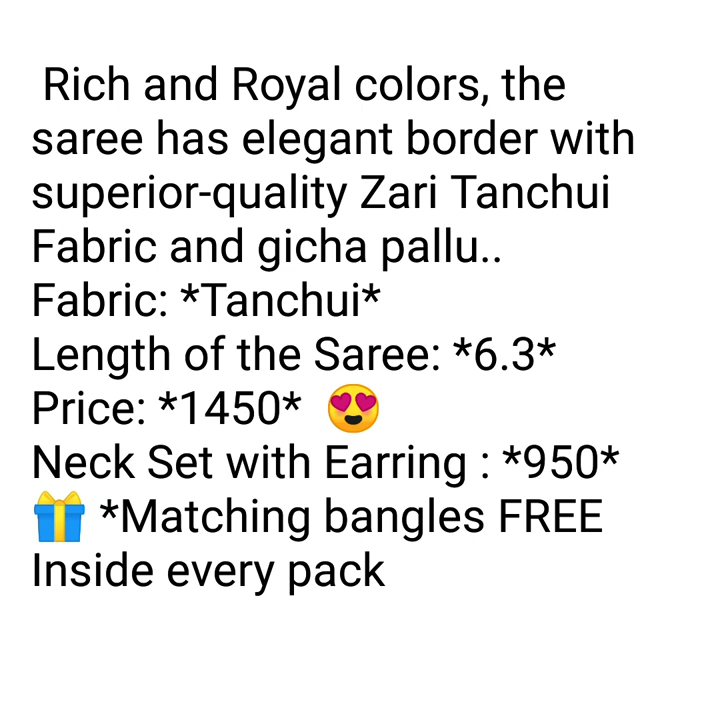 Rich and Royal colors, the
saree has elegant border with
superior-quality Zari Tanchui
Fabric and gicha pallu..
Fabric: *Tanchui*
Length of the Saree: *6.3*
Price: *1450* 😍
Neck Set with Earring : *950*
🎁 *Matching bangles FREE
Inside every pack